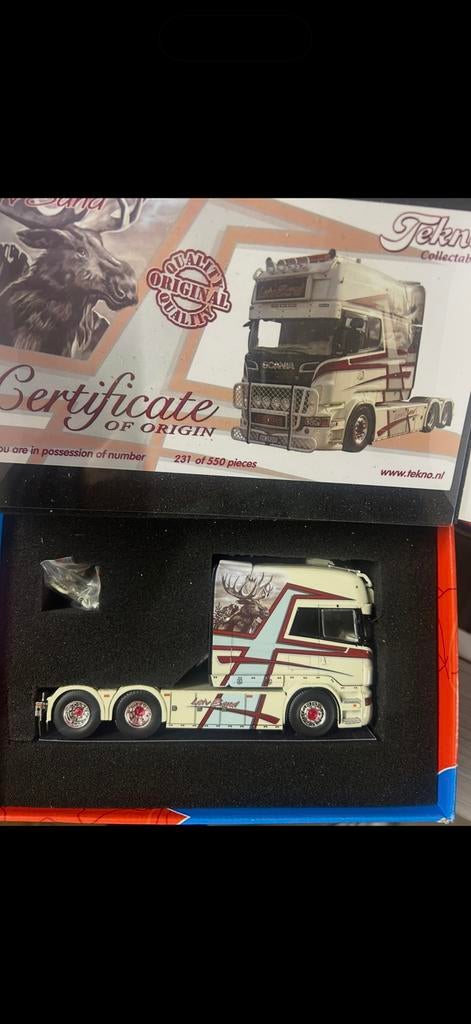 Tekno
Collectab
QUALITY
ORIGINAL
QUALITY
SCANIA
Certificate
OF ORIGIN
ou are in possession of number 231 of 550 pieces
www.tekno.nl